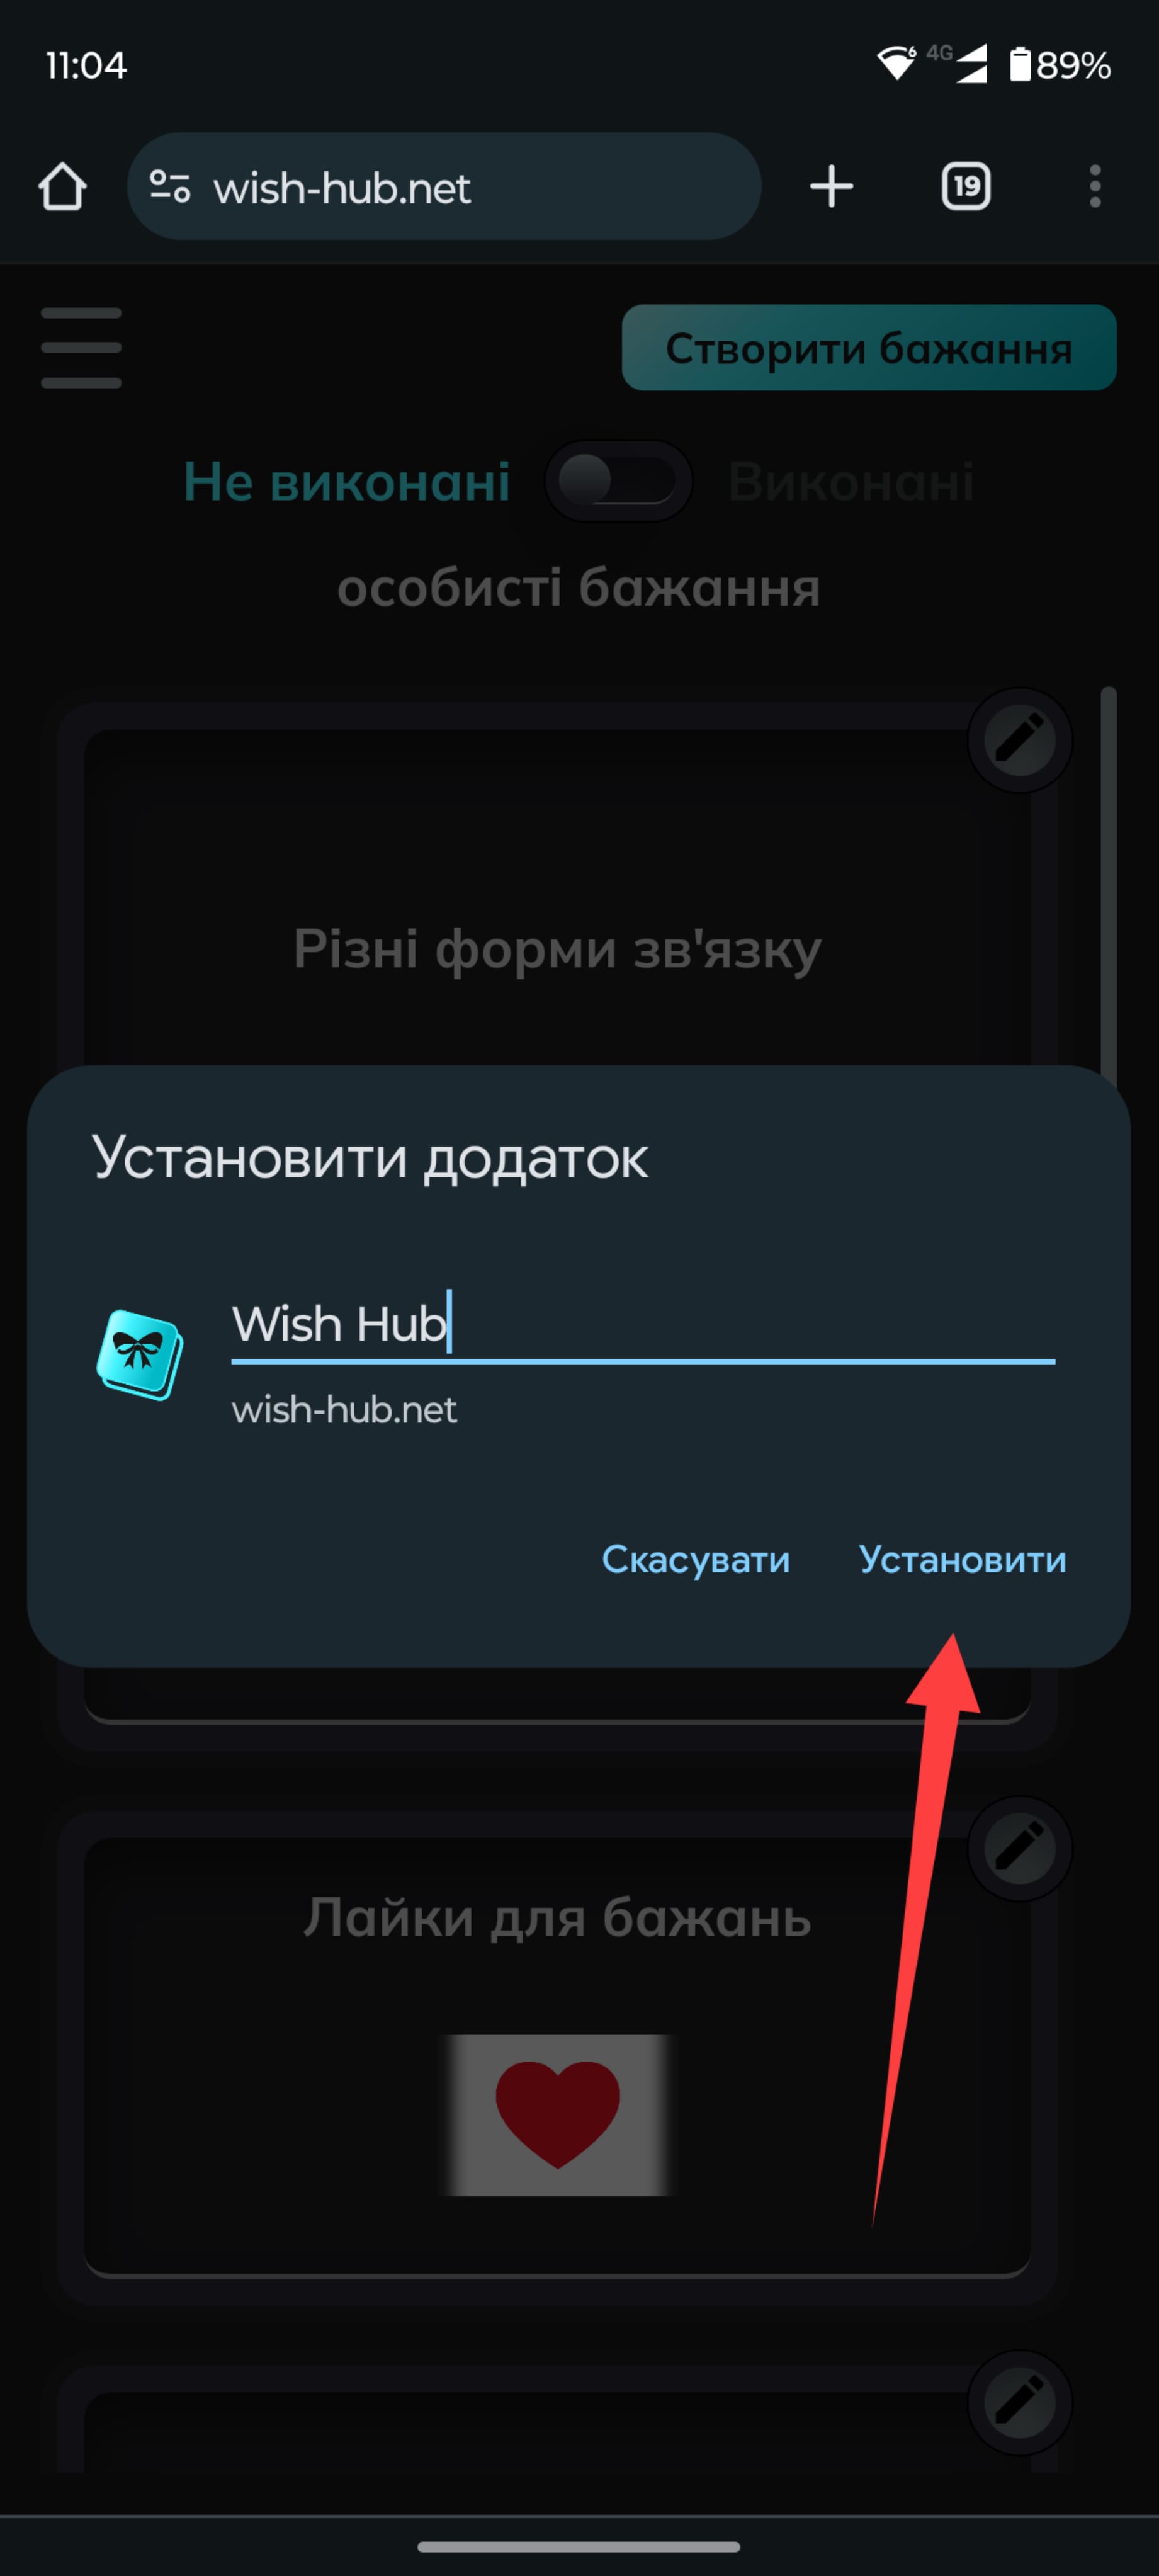 11:04
6 4G 89%
wish-hub.net
19
Створити бажання
Не виконані Виконані
особисті бажання
Різні форми зв'язку
Установити додаток
Wish Hub
wish-hub.net
Скасувати Установити
Лайки для бажань